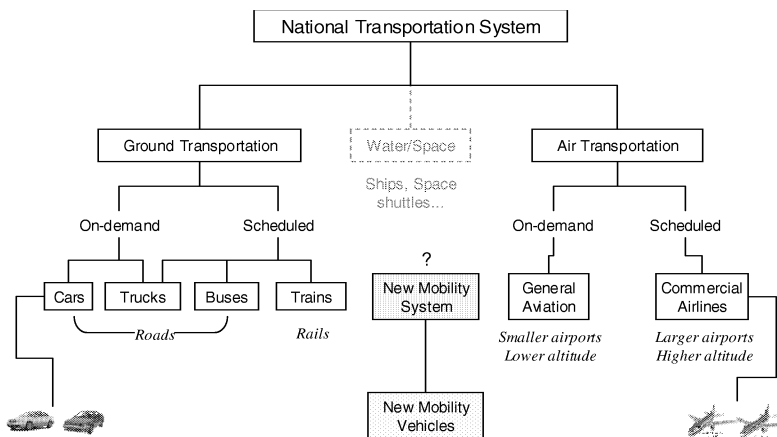 National Transportation System
Ground Transportation
Water/Space
Air Transportation
Ships, Space
shuttles...
On-demand
Scheduled
On-demand
Scheduled
?
Cars
Trucks
Buses
Trains
New Mobility
System
General
Aviation
Commercial
Airlines
Roads
Rails
Smaller airports
Lower altitude
Larger airports
Higher altitude
New Mobility
Vehicles